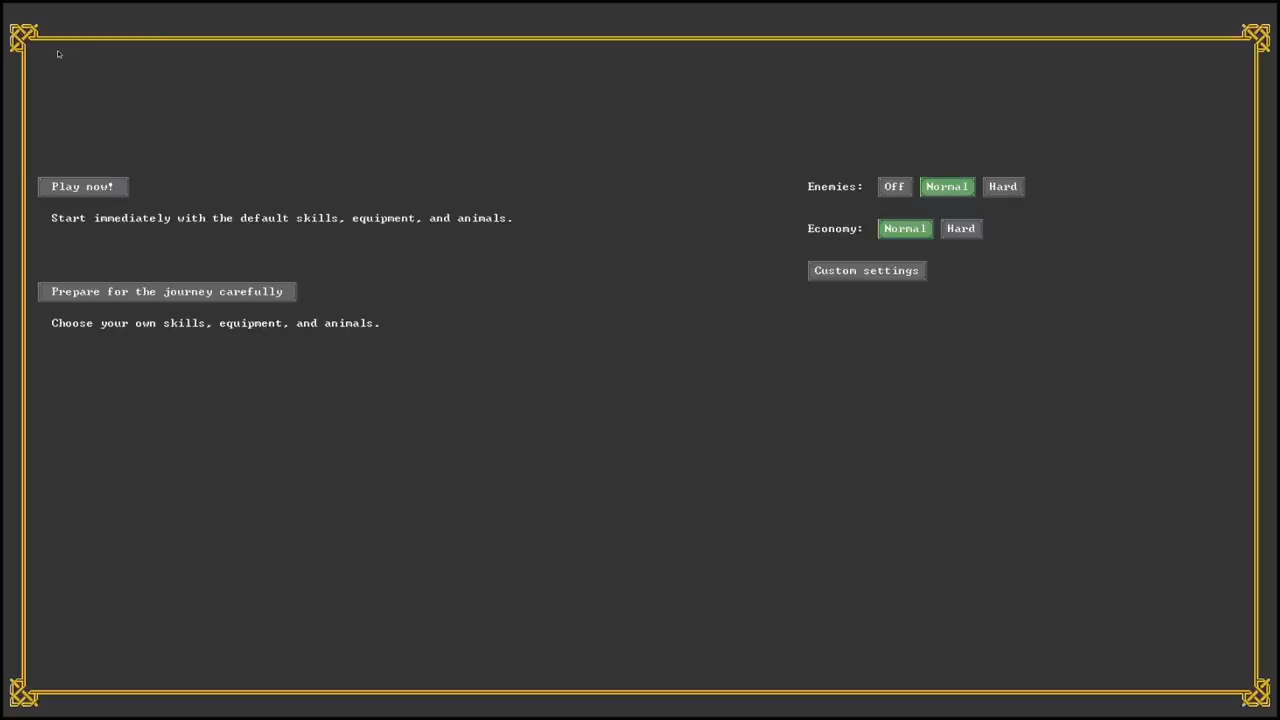 Play now!
Start immediately with the default skills, equipment, and animals.
Prepare for the journey carefully
Choose your own skills, equipment, and animals.
Enemies: Off Normal Hard
Economy: Normal Hard
Custom settings